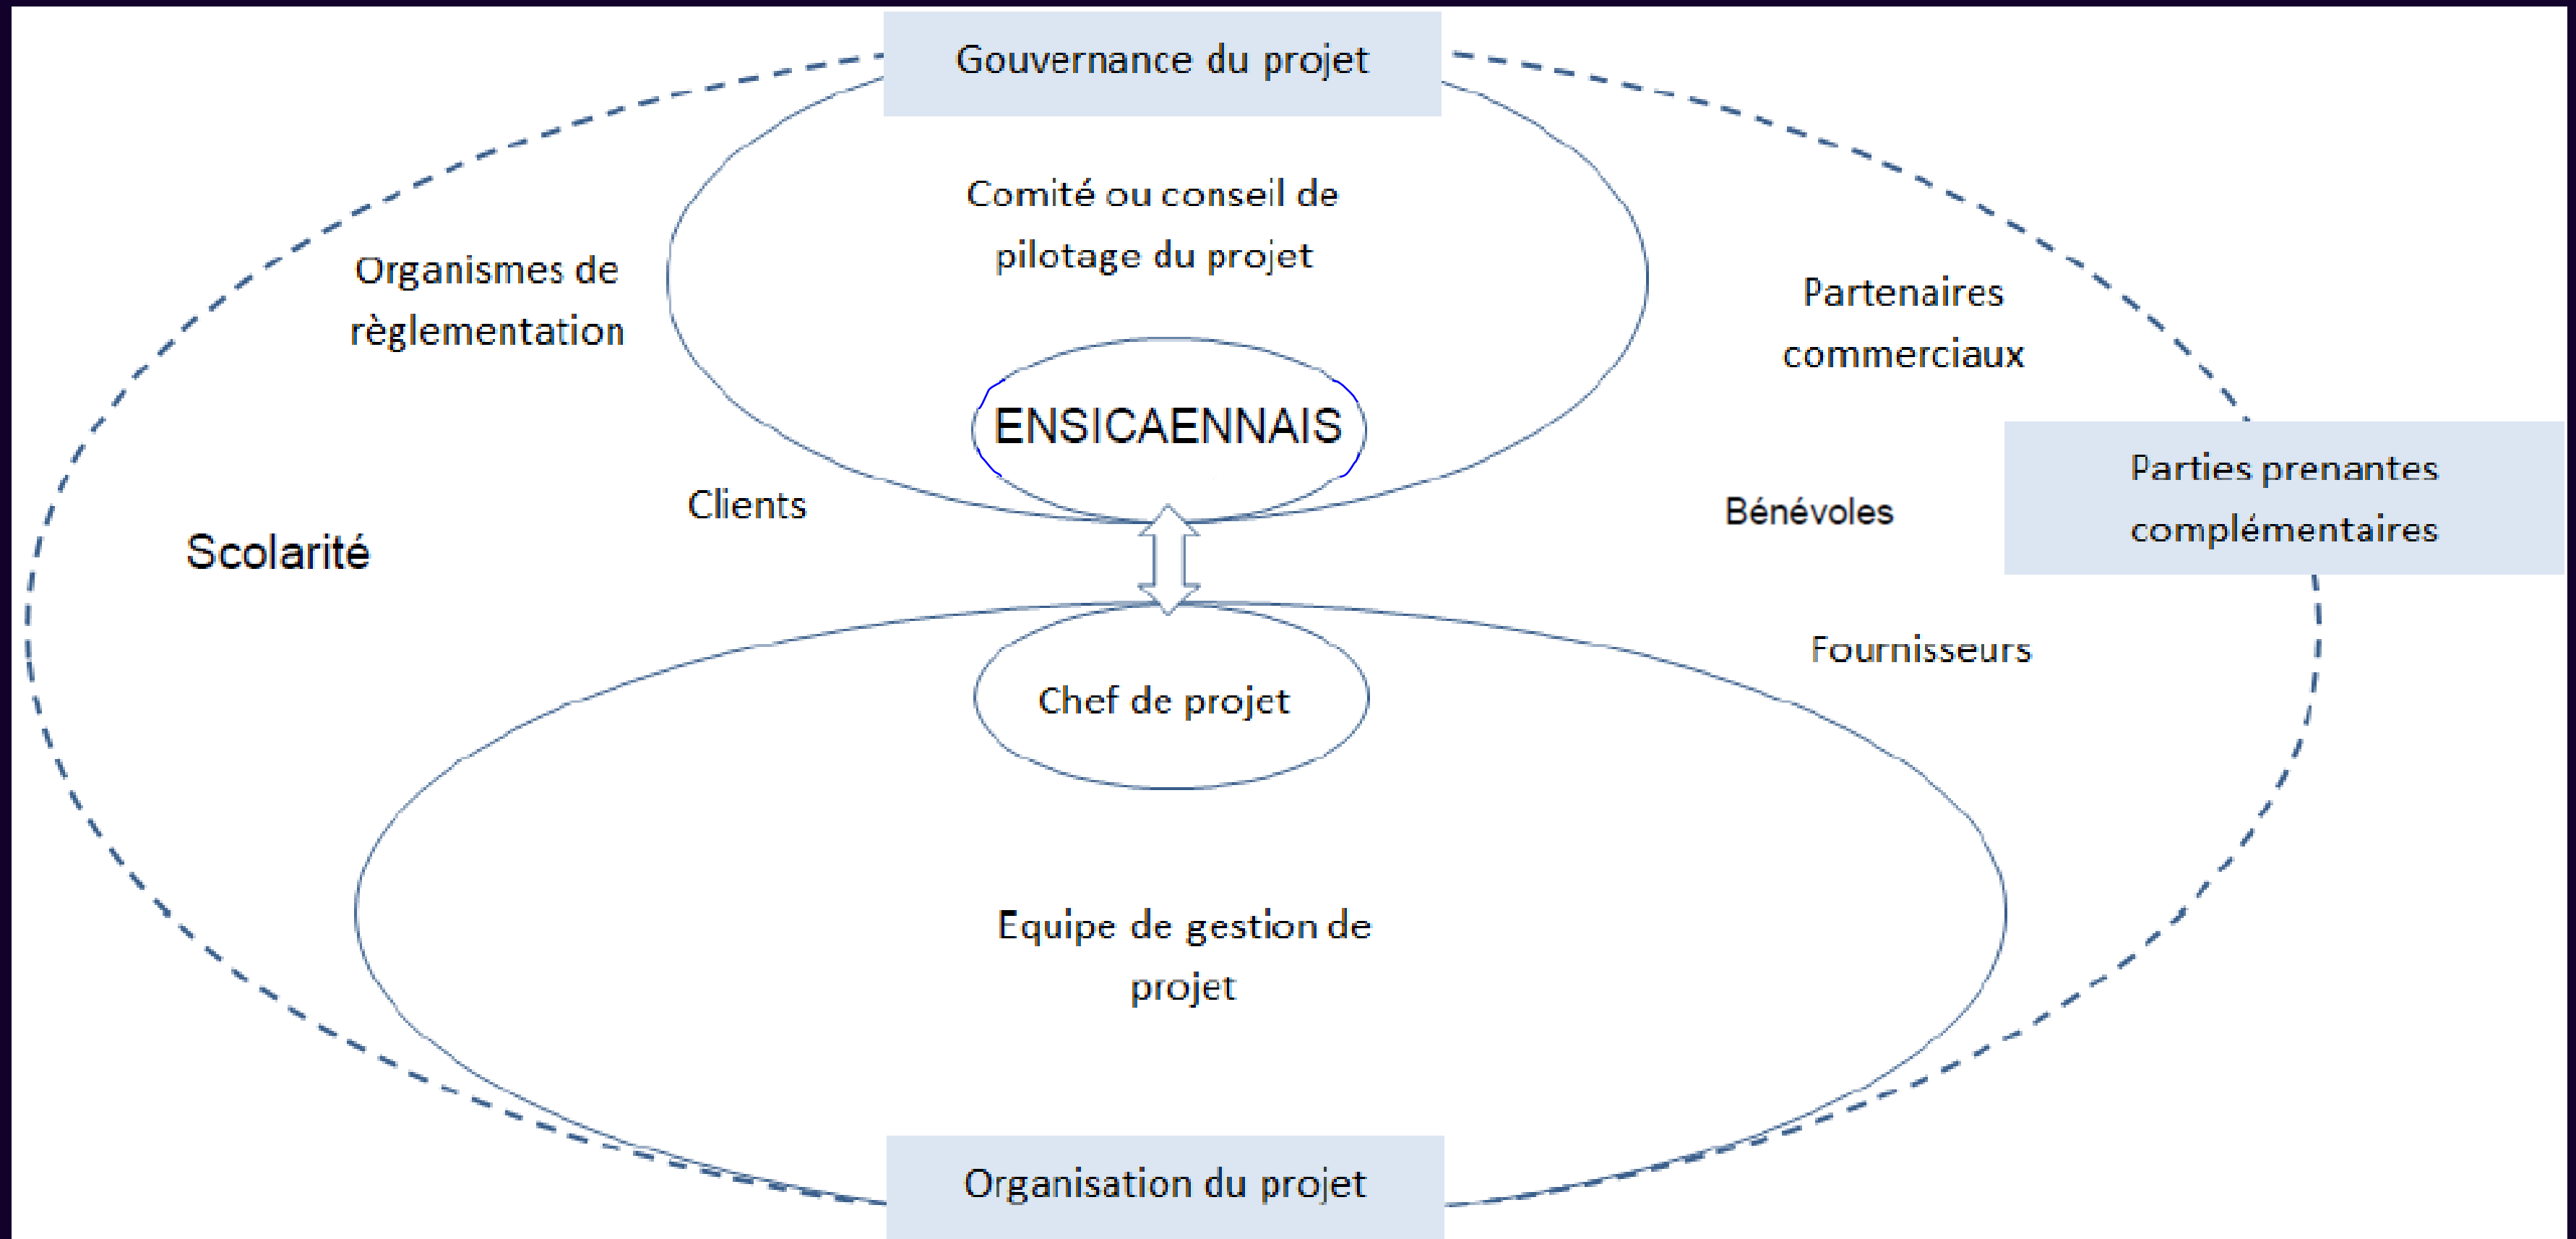 Gouvernance du projet
Comité ou conseil de
pilotage du projet
Organismes de
règlementation
Partenaires
commerciaux
ENSICAENNAIS
Parties prenantes
complémentaires
Clients
Bénévoles
Scolarité
Fournisseurs
Chef de projet
Equipe de gestion de
projet
Organisation du projet